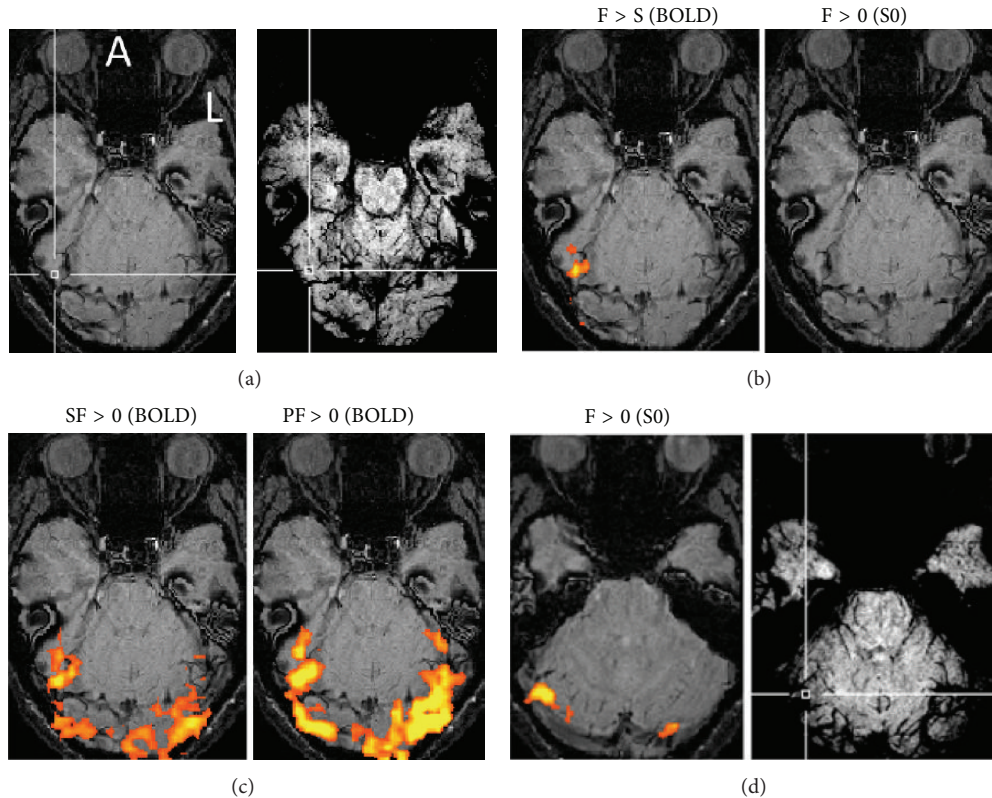 A
L
(a)
F > S (BOLD)
F > 0 (S0)
(b)
SF > 0 (BOLD)
PF > 0 (BOLD)
(c)
F > 0 (S0)
(d)